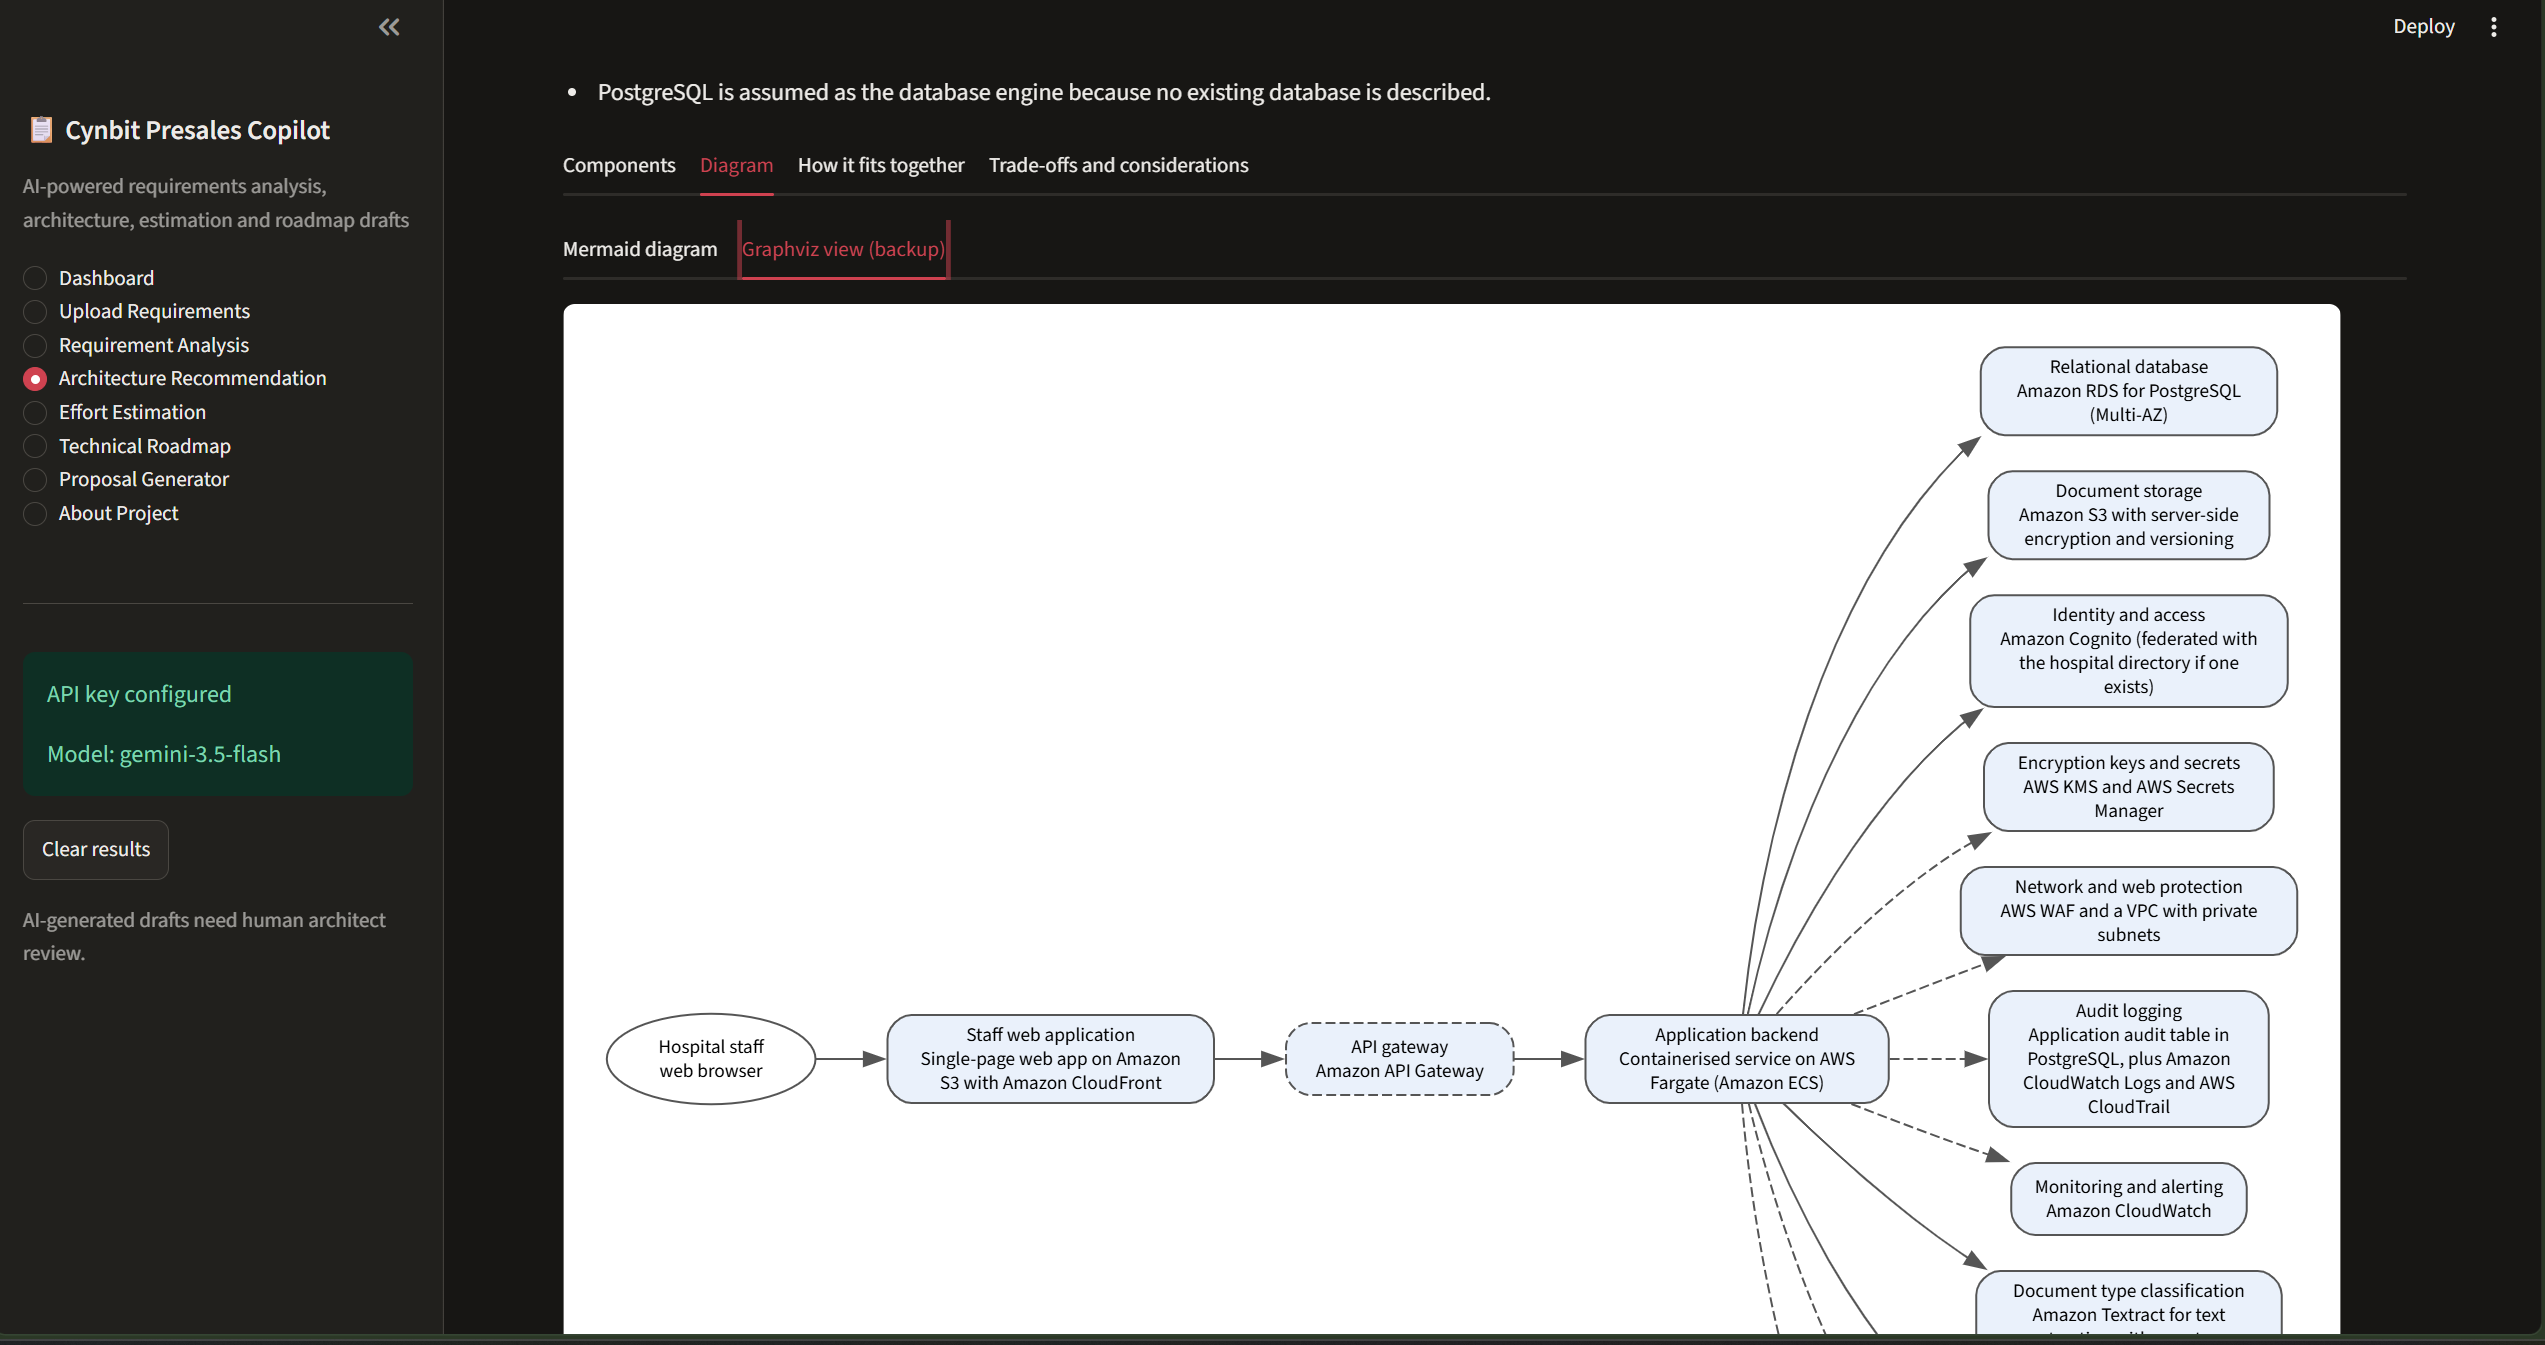 Deploy
Cynbit Presales Copilot
AI-powered requirements analysis,
architecture, estimation and roadmap drafts
Dashboard
Upload Requirements
Requirement Analysis
Architecture Recommendation
Effort Estimation
Technical Roadmap
Proposal Generator
About Project
API key configured
Model: gemini-3.5-flash
Clear results
AI-generated drafts need human architect
review.
PostgreSQL is assumed as the database engine because no existing database is described.
Components
Diagram
How it fits together
Trade-offs and considerations
Mermaid diagram
Graphviz view (backup)
Hospital staff
web browser
Staff web application
Single-page web app on Amazon
S3 with Amazon CloudFront
API gateway
Amazon API Gateway
Application backend
Containerised service on AWS
Fargate (Amazon ECS)
Relational database
Amazon RDS for PostgreSQL
(Multi-AZ)
Document storage
Amazon S3 with server-side
encryption and versioning
Identity and access
Amazon Cognito (federated with
the hospital directory if one
exists)
Encryption keys and secrets
AWS KMS and AWS Secrets
Manager
Network and web protection
AWS WAF and a VPC with private
subnets
Audit logging
Application audit table in
PostgreSQL, plus Amazon
CloudWatch Logs and AWS
CloudTrail
Monitoring and alerting
Amazon CloudWatch
Document type classification
Amazon Textract for text